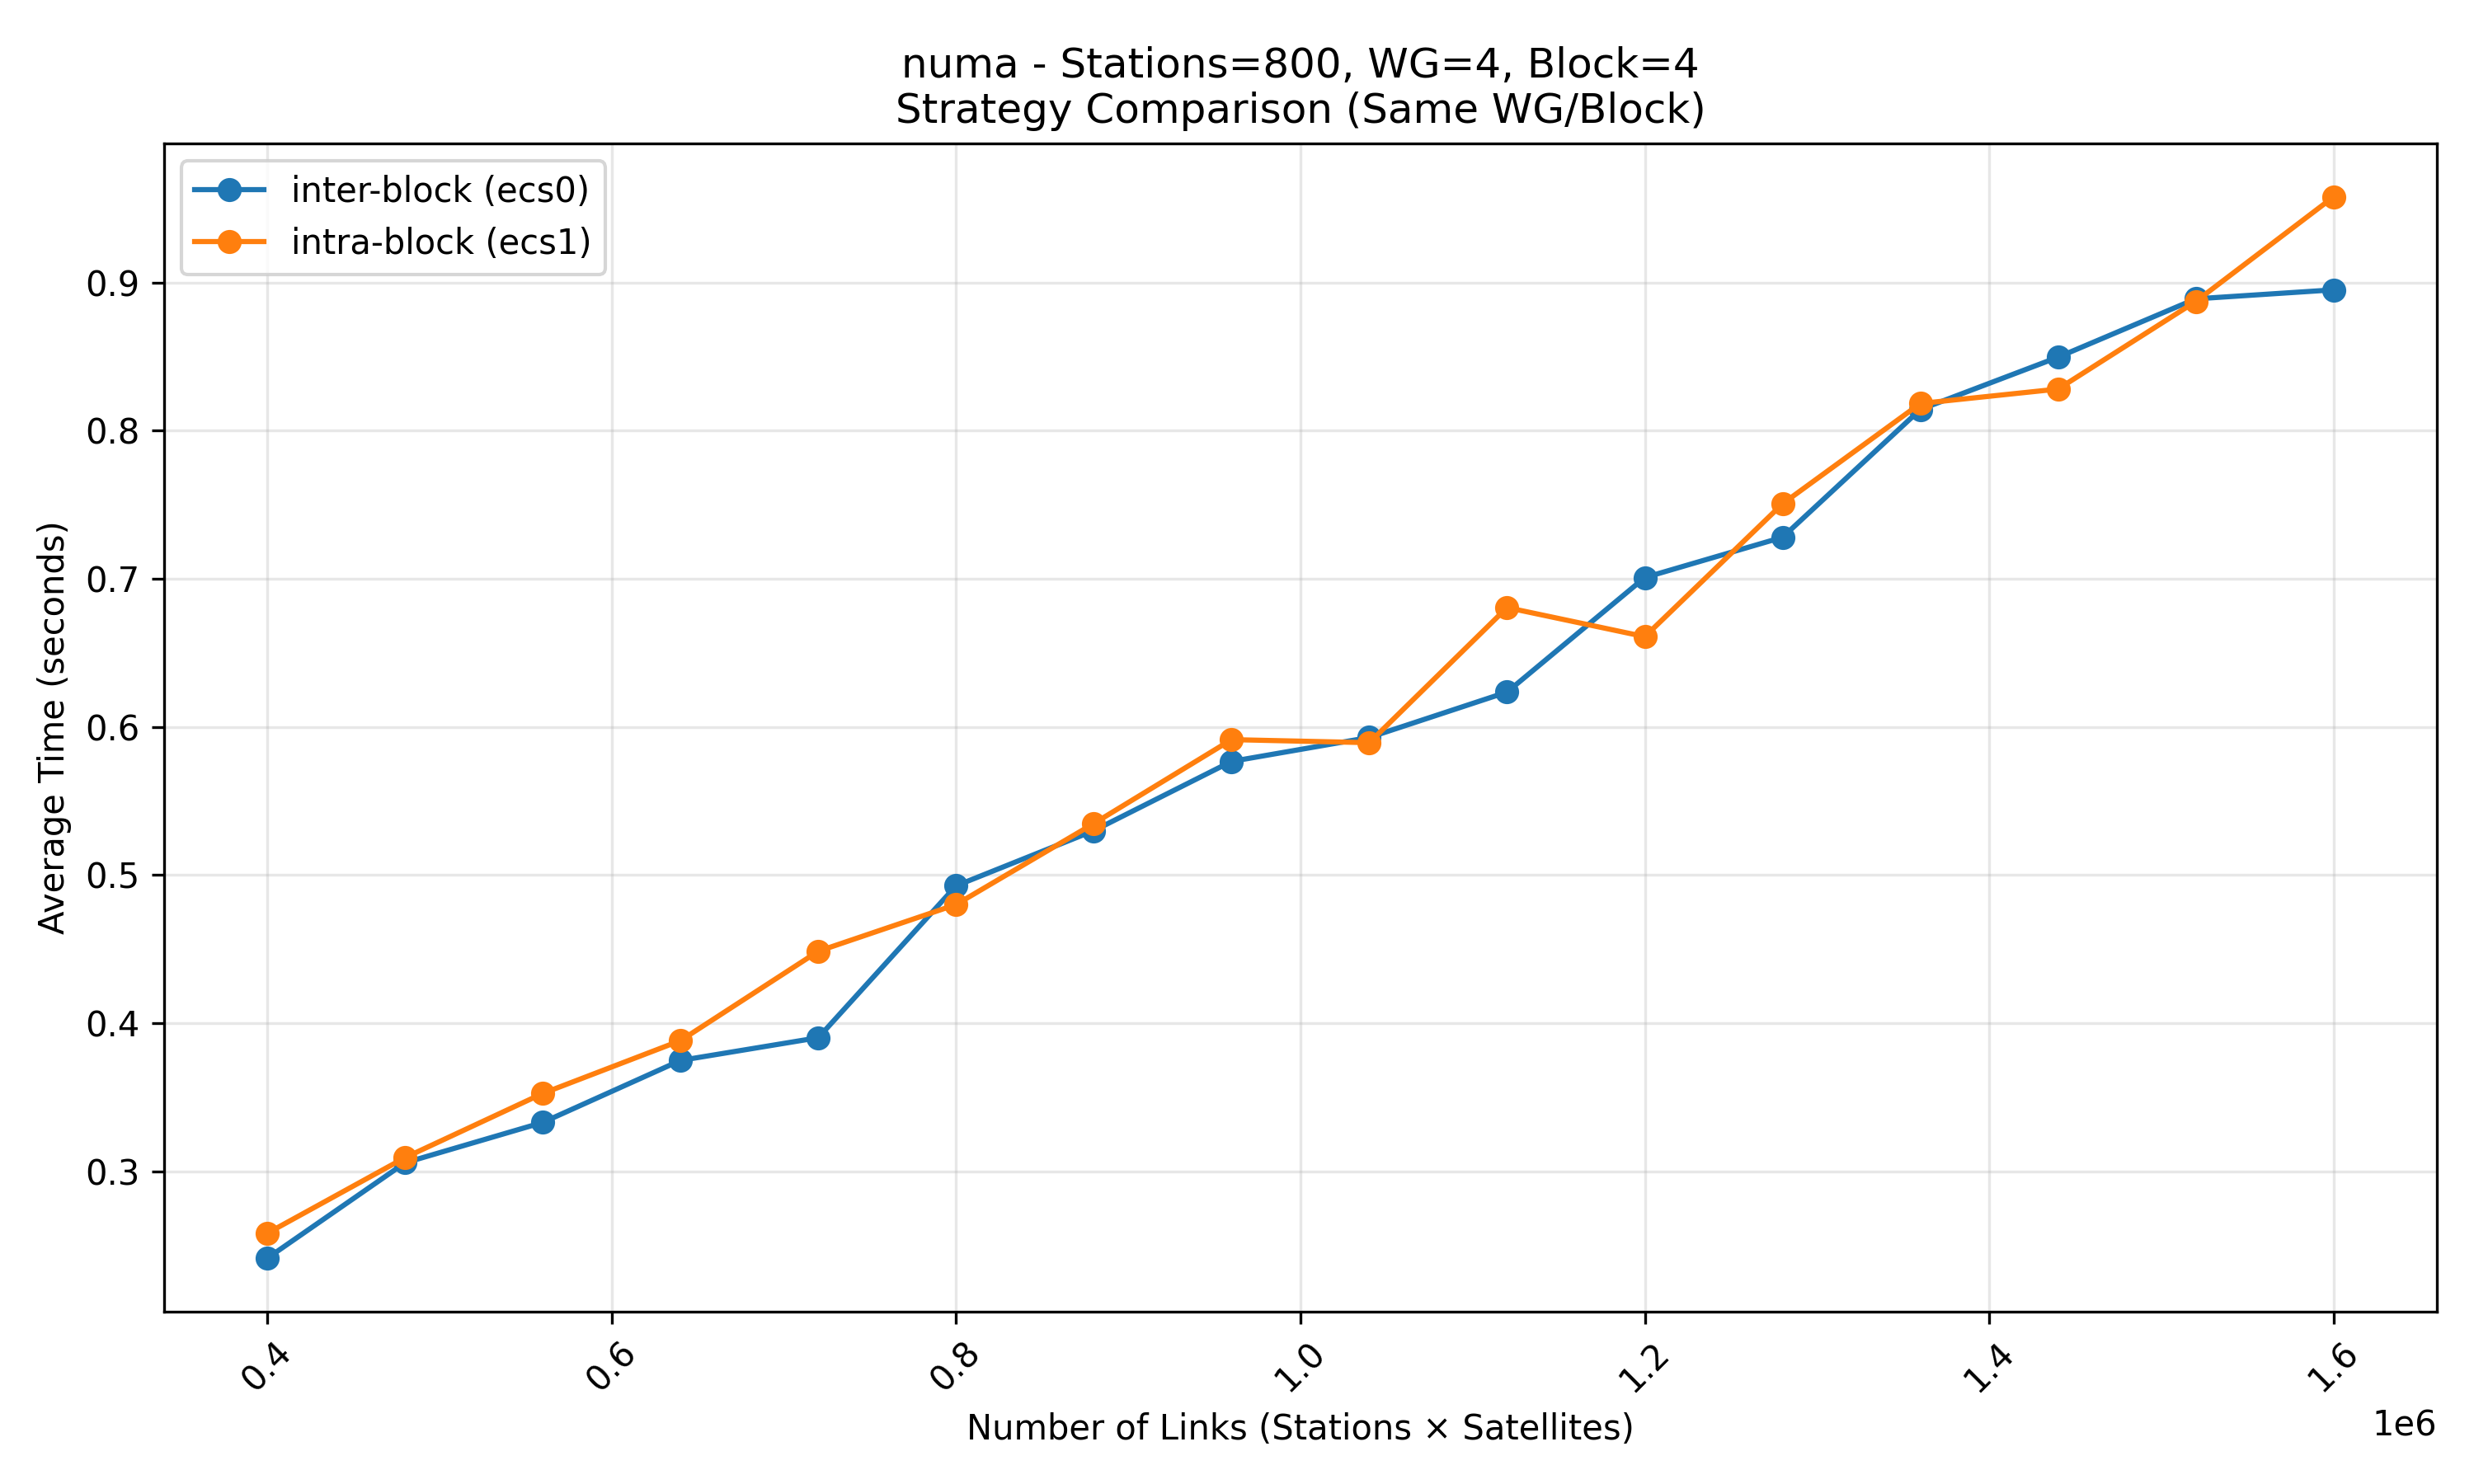 numa - Stations=800, WG=4, Block=4
Strategy Comparison (Same WG/Block)
inter-block (ecs0)
intra-block (ecs1)
Average Time (seconds)
0.9
0.8
0.7
0.6
0.5
0.4
0.3
0.4
0.6
0.8
1.0
1.2
1.4
1.6
1e6
Number of Links (Stations × Satellites)